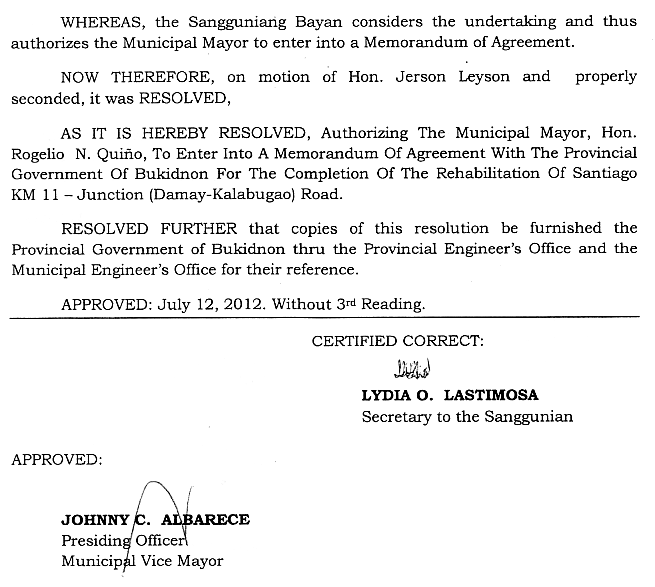 WHEREAS, the Sangguniang Bayan considers the undertaking and thus
authorizes the Municipal Mayor to enter into a Memorandum of Agreement.
NOW THEREFORE, on motion of Hon. Jerson Leyson and properly
seconded, it was RESOLVED,
AS IT IS HEREBY RESOLVED, Authorizing The Municipal Mayor, Hon.
Rogelio N. Quiño, To Enter Into A Memorandum Of Agreement With The Provincial
Government Of Bukidnon For The Completion Of The Rehabilitation Of Santiago
KM 11 – Junction (Damay-Kalabugao) Road.
RESOLVED FURTHER that copies of this resolution be furnished the
Provincial Government of Bukidnon thru the Provincial Engineer's Office and the
Municipal Engineer's Office for their reference.
APPROVED: July 12, 2012. Without 3rd Reading.
CERTIFIED CORRECT:
LYDIA O. LASTIMOSA
Secretary to the Sanggunian
APPROVED:
JOHNNY C. ALBARECE
Presiding Officer
Municipal Vice Mayor